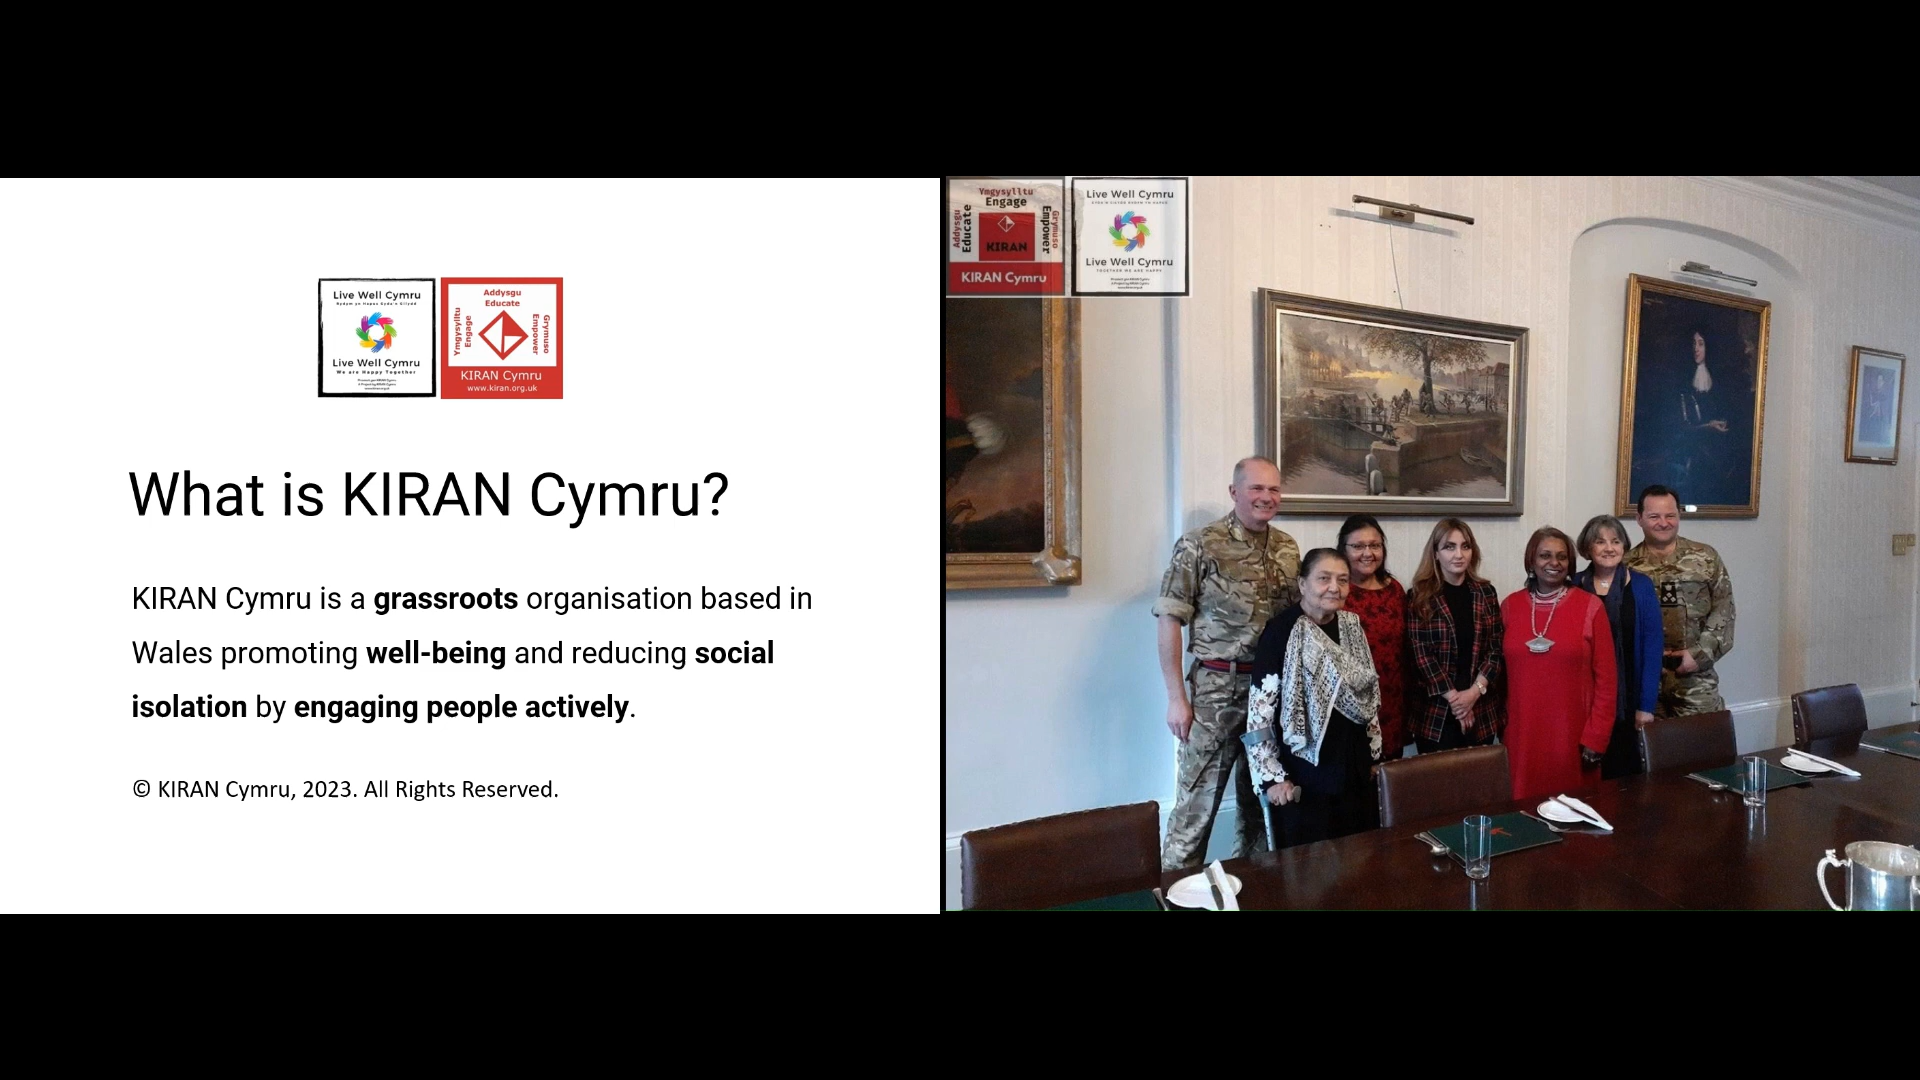 Live Well Cymru
Live Well Cymru
We are Happy Together
Addysgu
Educate
Ymgysylltu
Engage
Grymuso
Empower
KIRAN Cymru
www.kiran.org.uk
What is KIRAN Cymru?
KIRAN Cymru is a grassroots organisation based in
Wales promoting well-being and reducing social
isolation by engaging people actively.
© KIRAN Cymru, 2023. All Rights Reserved.
Ymgysylltu
Engage
Addysgu
Educate
Grymuso
Empower
KIRAN
KIRAN Cymru
Live Well Cymru
Live Well Cymru
TOGETHER WE ARE HAPPY